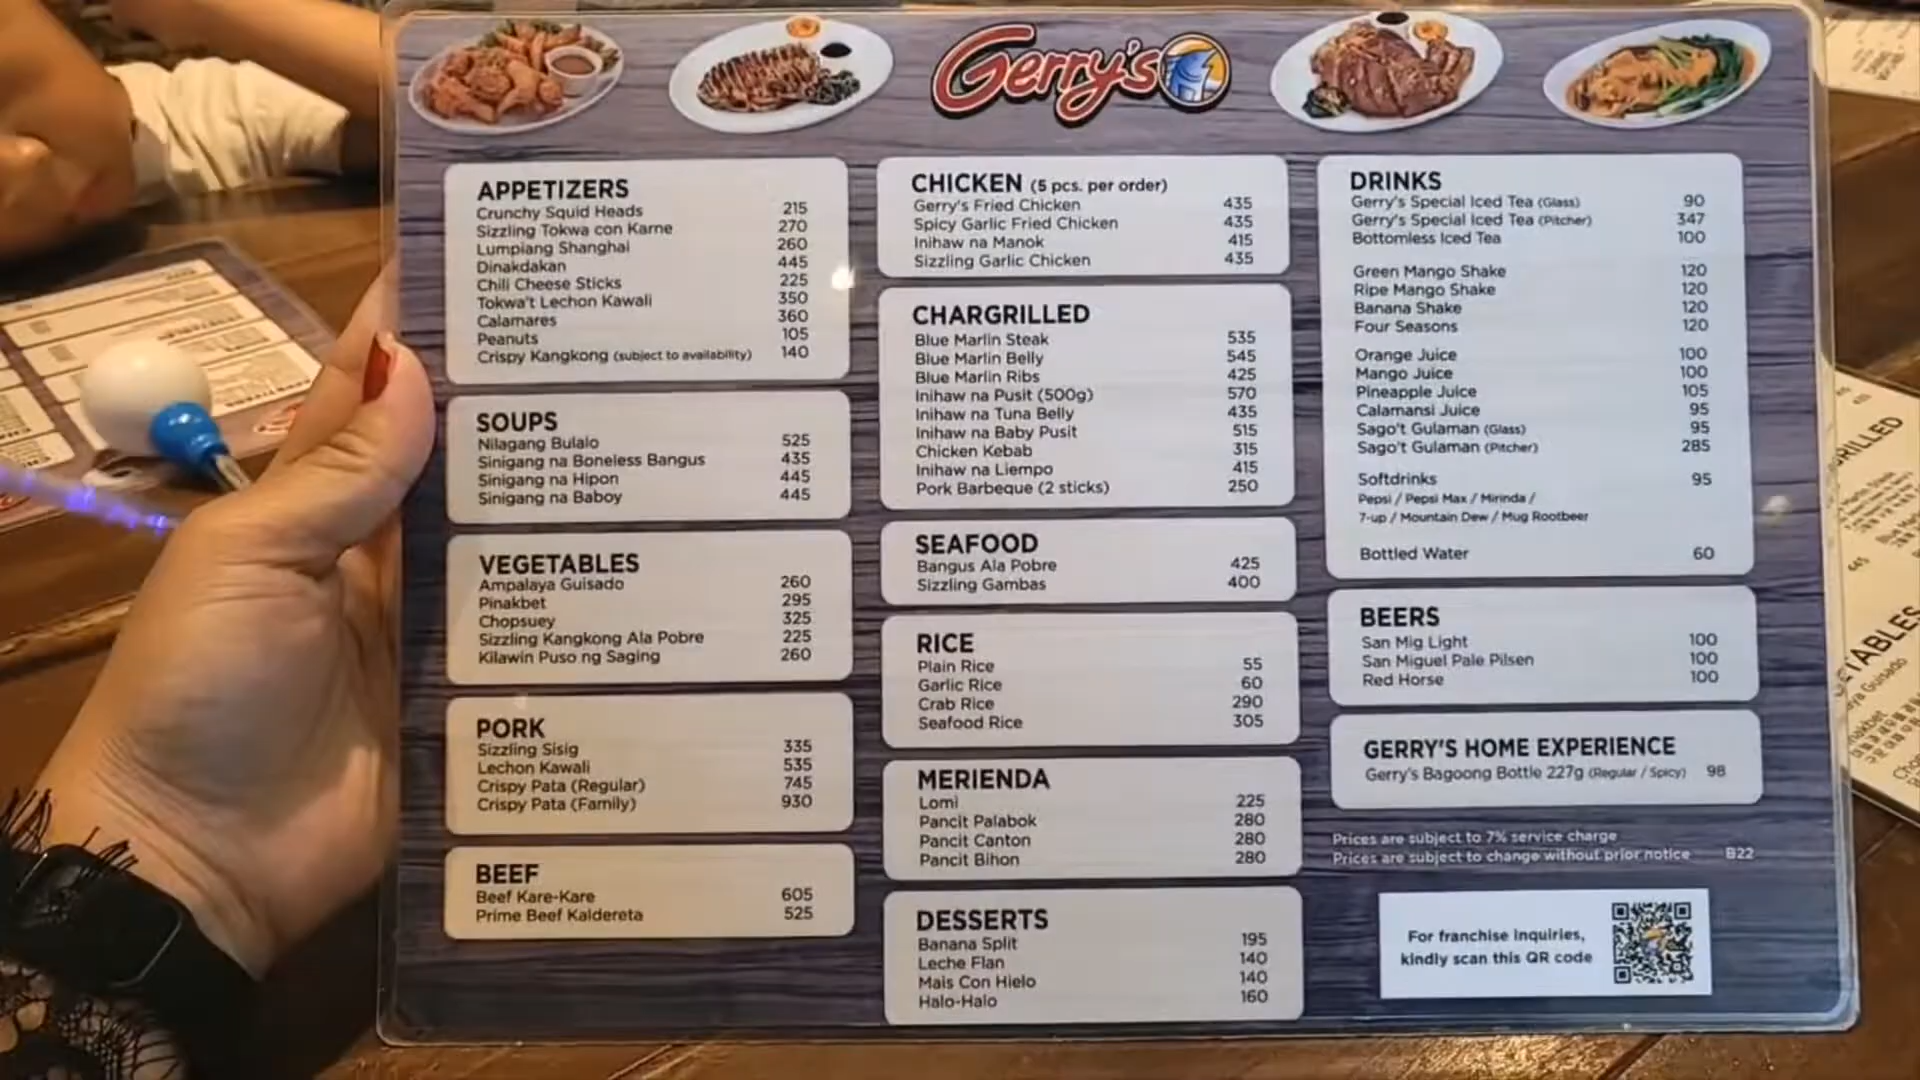 Gerry's
APPETIZERS
Crunchy Squid Heads 215
Sizzling Tokwa con Karne 270
Lumpiang Shanghai 260
Dinakdakan 445
Chili Cheese Sticks 225
Tokwa't Lechon Kawali 350
Calamares 360
Peanuts 105
Crispy Kangkong (subject to availability) 140
SOUPS
Nilagang Bulalo 525
Sinigang na Boneless Bangus 435
Sinigang na Hipon 445
Sinigang na Baboy 445
VEGETABLES
Ampalaya Guisado 260
Pinakbet 295
Chopsuey 325
Sizzling Kangkong Ala Pobre 225
Kilawin Puso ng Saging 260
PORK
Sizzling Sisig 335
Lechon Kawali 535
Crispy Pata (Regular) 745
Crispy Pata (Family) 930
BEEF
Beef Kare-Kare 605
Prime Beef Kaldereta 525
CHICKEN (5 pcs. per order)
Gerry's Fried Chicken 435
Spicy Garlic Fried Chicken 435
Inihaw na Manok 415
Sizzling Garlic Chicken 435
CHARGRILLED
Blue Marlin Steak 535
Blue Marlin Belly 545
Blue Marlin Ribs 425
Inihaw na Pusit (500g) 570
Inihaw na Tuna Belly 435
Inihaw na Baby Pusit 515
Chicken Kebab 315
Inihaw na Liempo 415
Pork Barbeque (2 sticks) 250
SEAFOOD
Bangus Ala Pobre 425
Sizzling Gambas 400
RICE
Plain Rice 55
Garlic Rice 60
Crab Rice 290
Seafood Rice 305
MERIENDA
Lomi 225
Pancit Palabok 280
Pancit Canton 280
Pancit Bihon 280
DESSERTS
Banana Split 195
Leche Flan 140
Mais Con Hielo 140
Halo-Halo 160
DRINKS
Gerry's Special Iced Tea (Glass) 90
Gerry's Special Iced Tea (Pitcher) 347
Bottomless Iced Tea 100
Green Mango Shake 120
Ripe Mango Shake 120
Banana Shake 120
Four Seasons 120
Orange Juice 100
Mango Juice 100
Pineapple Juice 105
Calamansi Juice 95
Sago't Gulaman (Glass) 95
Sago't Gulaman (Pitcher) 285
Softdrinks 95
Pepsi / Pepsi Max / Mirinda /
7-up / Mountain Dew / Mug Rootbeer
Bottled Water 60
BEERS
San Mig Light 100
San Miguel Pale Pilsen 100
Red Horse 100
GERRY'S HOME EXPERIENCE
Gerry's Bagoong Bottle 227g (Regular / Spicy) 98
Prices are subject to 7% service charge
Prices are subject to change without prior notice B22
For franchise inquiries,
kindly scan this QR code